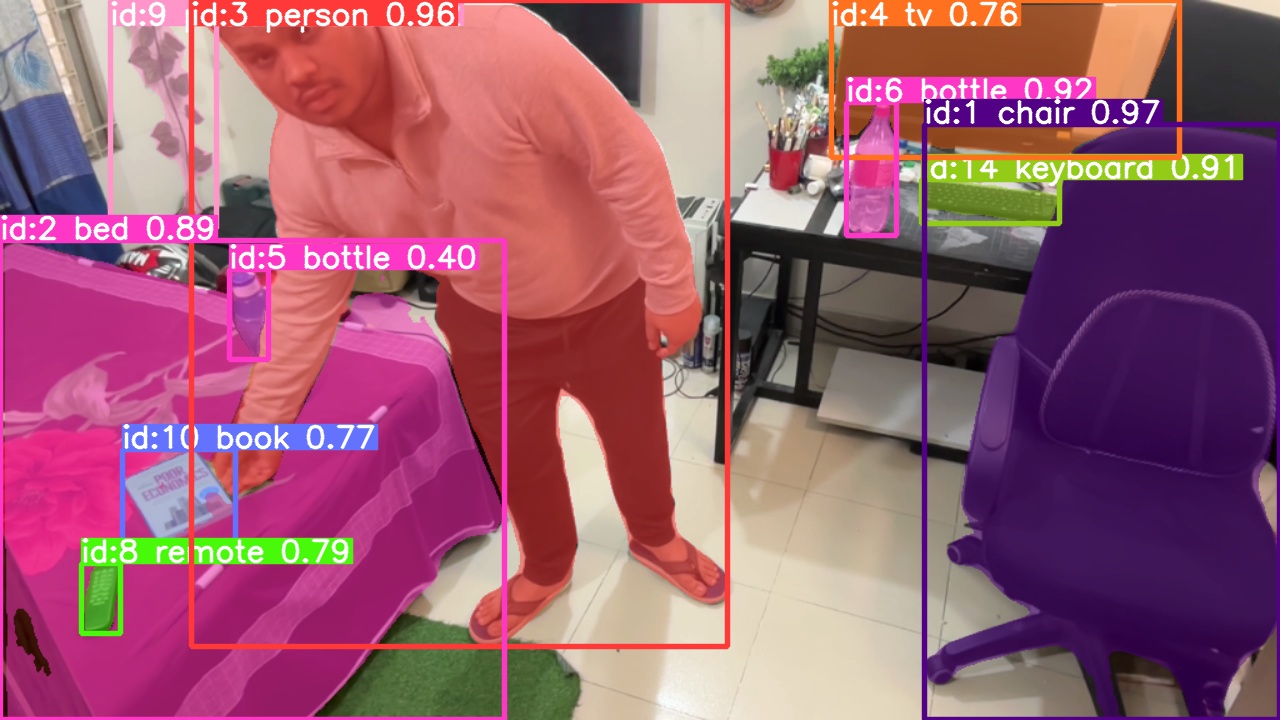 id:9
id:3 person 0.96
id:4 tv 0.76
id:6 bottle 0.92
id:1 chair 0.97
d:14 keyboard 0.91
id:2 bed 0.89
id:5 bottle 0.40
id:10 book 0.77
POOR
ECONOMICS
id:8 remote 0.79